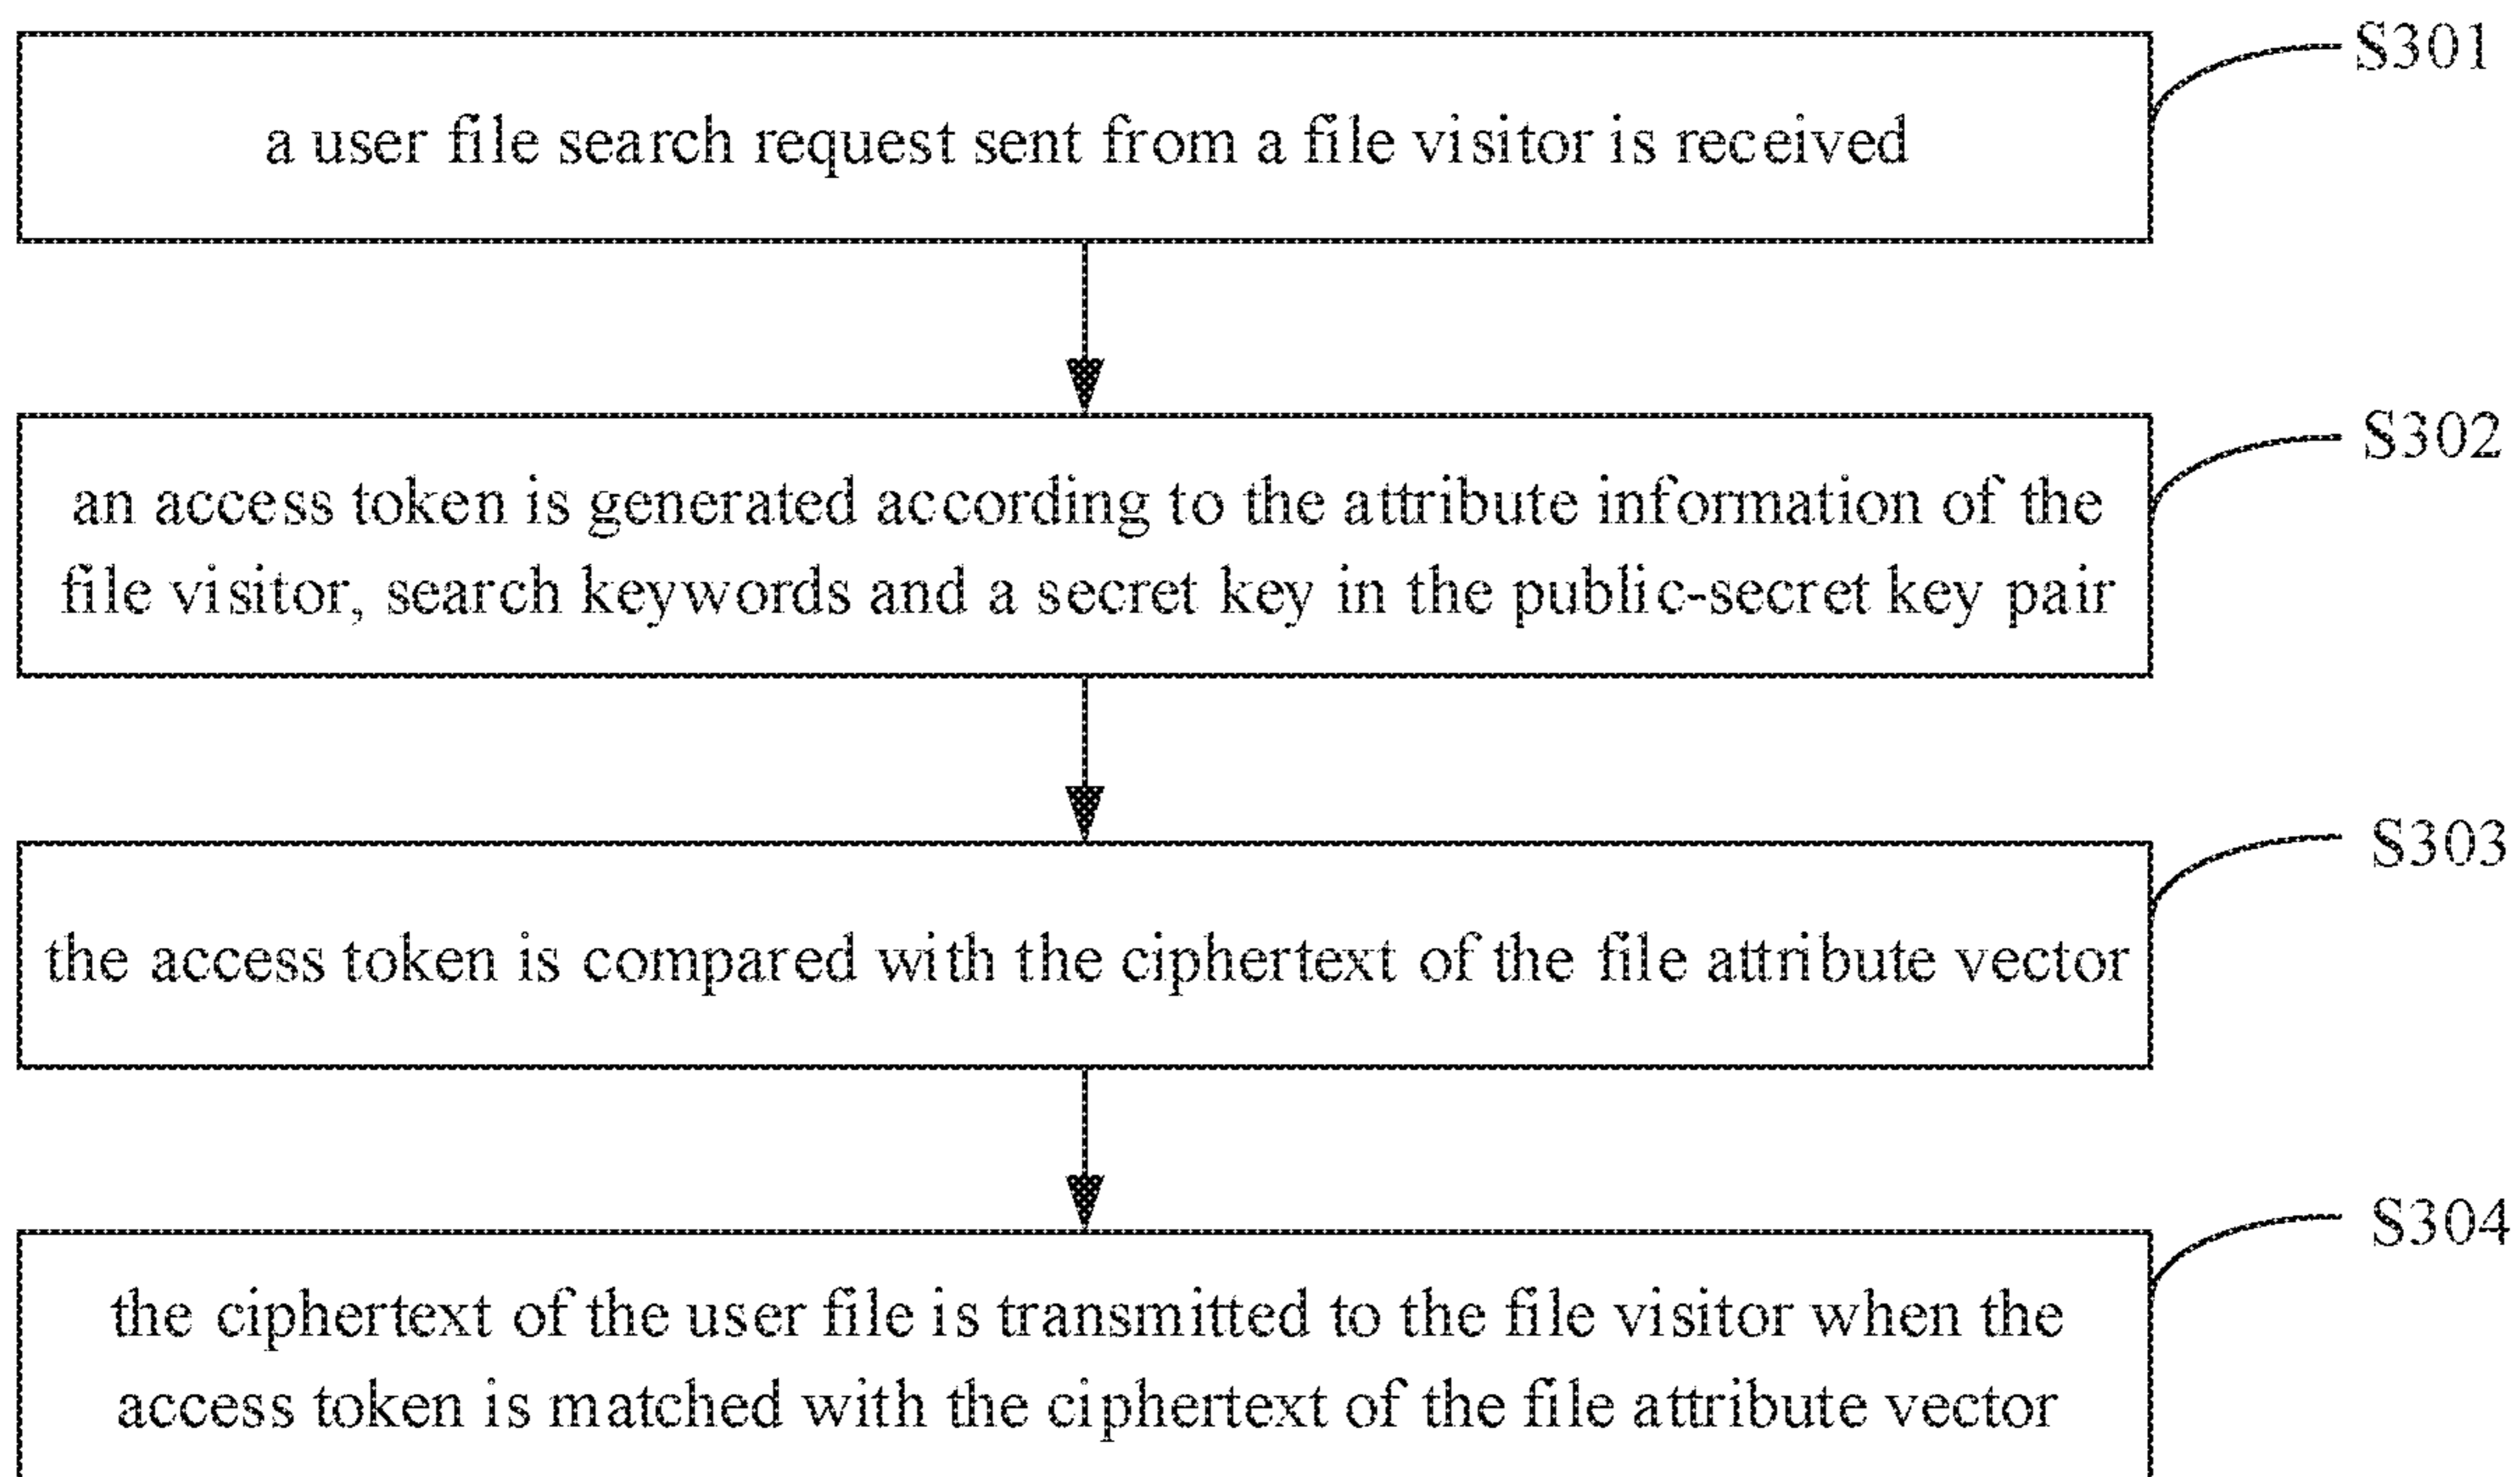 S301
a user file search request sent from a file visitor is received
S302
an access token is generated according to the attribute information of the
file visitor, search keywords and a secret key in the public-secret key pair
S303
the access token is compared with the ciphertext of the file attribute vector
S304
the ciphertext of the user file is transmitted to the file visitor when the
access token is matched with the ciphertext of the file attribute vector